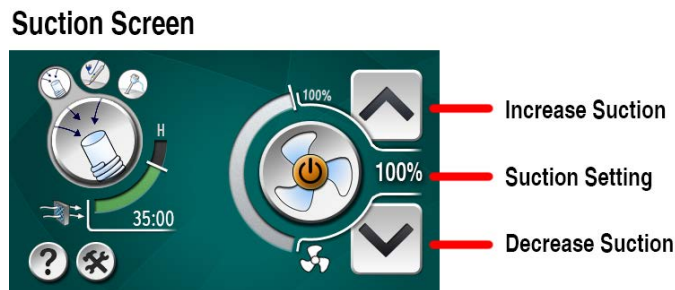 Suction Screen
100%
H
Increase Suction
100%
Suction Setting
35:00
Decrease Suction
?